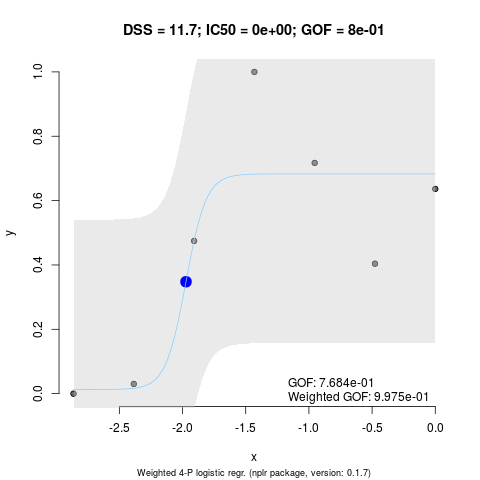 DSS = 11.7; IC50 = 0e+00; GOF = 8e-01
1.0
0.8
0.6
0.4
0.2
0.0
y
GOF: 7.684e-01
Weighted GOF: 9.975e-01
-2.5 -2.0 -1.5 -1.0 -0.5 0.0
x
Weighted 4-P logistic regr. (nplr package, version: 0.1.7)